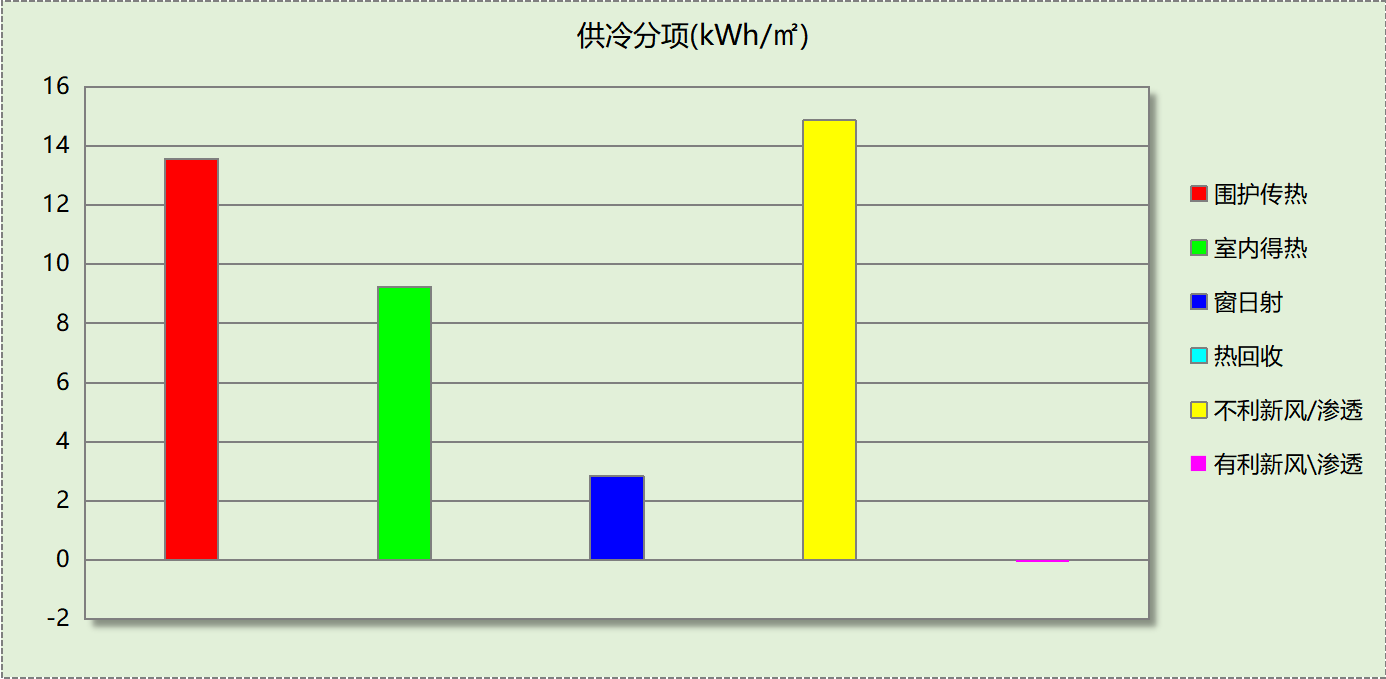 供冷分项(kWh/㎡)
16
14
12
10
8
6
4
2
0
-2
围护传热
室内得热
窗日射
热回收
不利新风/渗透
有利新风\渗透